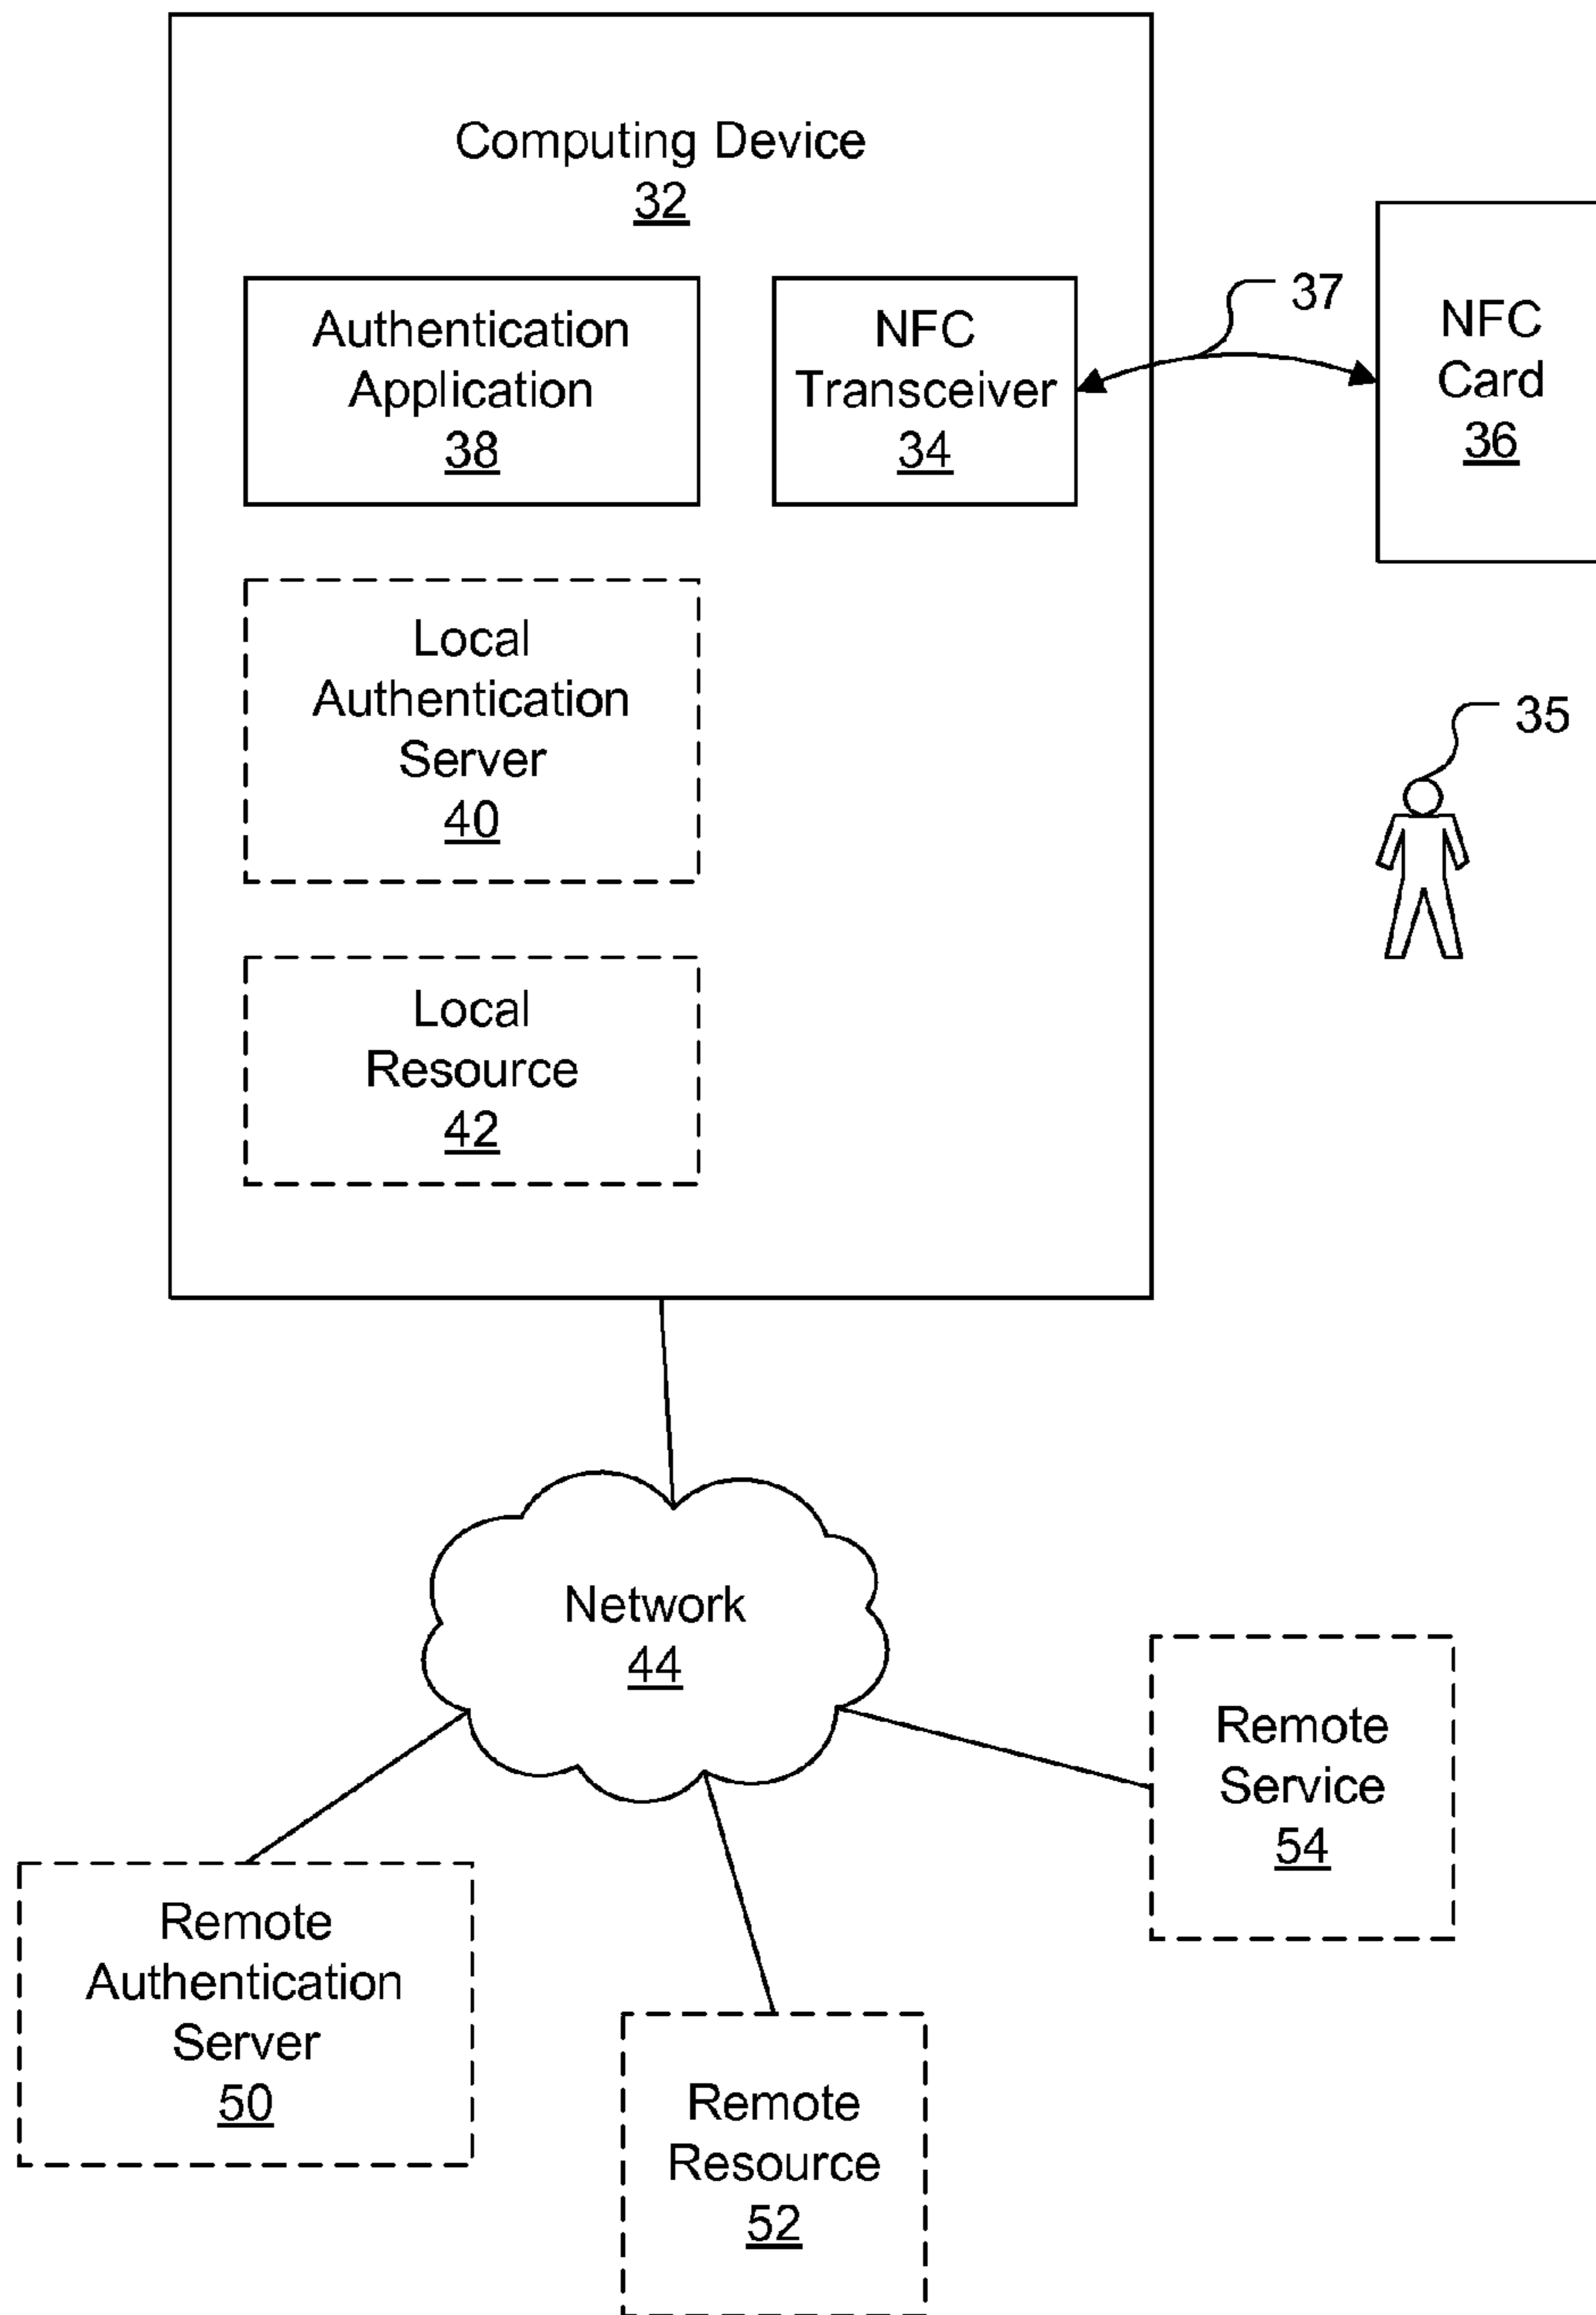 Computing Device
32
Authentication
Application
38
NFC
Transceiver
34
37
NFC
Card
36
Local
Authentication
Server
40
35
Local
Resource
42
Network
44
Remote
Service
54
Remote
Authentication
Server
50
Remote
Resource
52